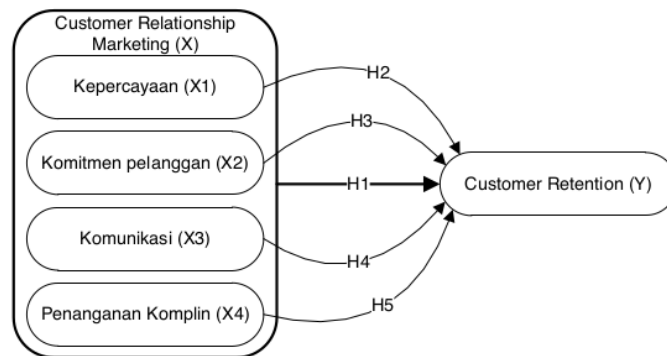 Customer Relationship
Marketing (X)
Kepercayaan (X1)
Komitmen pelanggan (X2)
Komunikasi (X3)
Penanganan Komplin (X4)
H2
H3
H1
H4
H5
Customer Retention (Y)